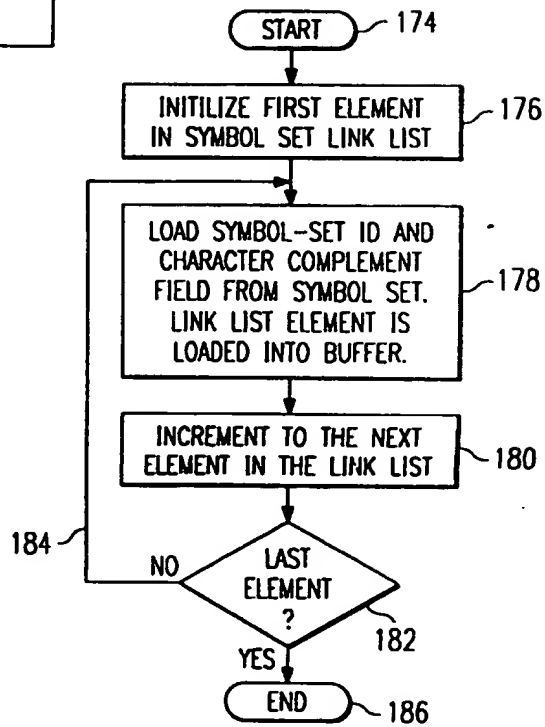 START
174
INITILIZE FIRST ELEMENT
IN SYMBOL SET LINK LIST
176
LOAD SYMBOL-SET ID AND
CHARACTER COMPLEMENT
FIELD FROM SYMBOL SET.
LINK LIST ELEMENT IS
LOADED INTO BUFFER.
178
INCREMENT TO THE NEXT
ELEMENT IN THE LINK LIST
180
184
NO
LAST
ELEMENT
?
182
YES
END
186